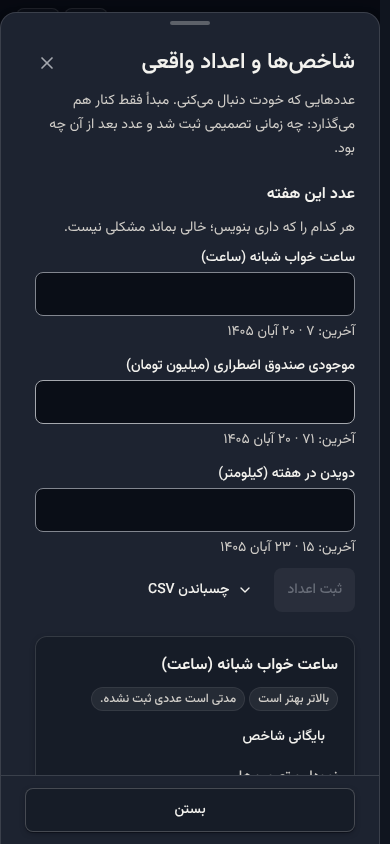 شاخص‌ها و اعداد واقعی
عددهایی که خودت دنبال می‌کنی. مبدأ فقط کنار هم
می‌گذارد: چه زمانی تصمیمی ثبت شد و عدد بعد از آن چه
بود.
عدد این هفته
هر کدام را که داری بنویس؛ خالی بماند مشکلی نیست.
ساعت خواب شبانه (ساعت)
آخرین: ۷ · ۲۰ آبان ۱۴۰۵
موجودی صندوق اضطراری (میلیون تومان)
آخرین: ۷۱ · ۲۰ آبان ۱۴۰۵
دویدن در هفته (کیلومتر)
آخرین: ۱۵ · ۲۳ آبان ۱۴۰۵
ثبت اعداد
چسباندن CSV
ساعت خواب شبانه (ساعت)
بالاتر بهتر است
مدتی است عددی ثبت نشده.
بایگانی شاخص
بستن